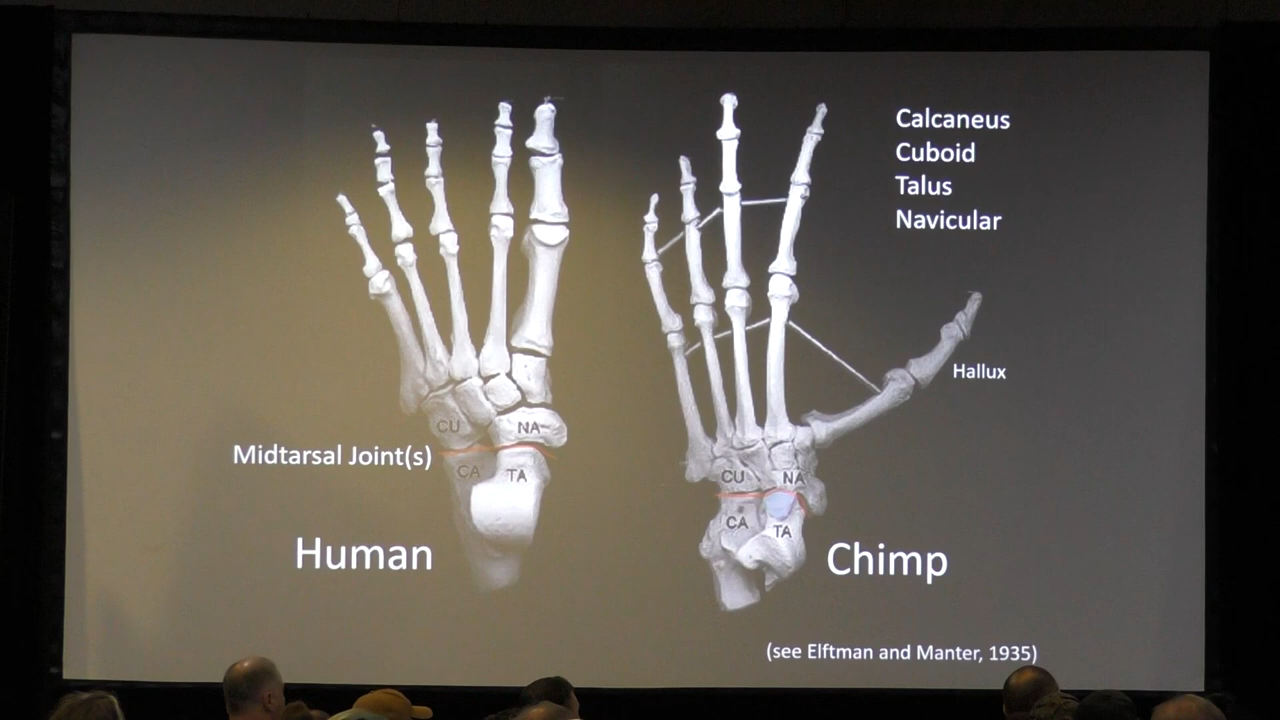 Calcaneus
Cuboid
Talus
Navicular
Hallux
CU
NA
Midtarsal Joint(s)
CA
TA
CU
NA
CA
TA
Human
Chimp
(see Elftman and Manter, 1935)